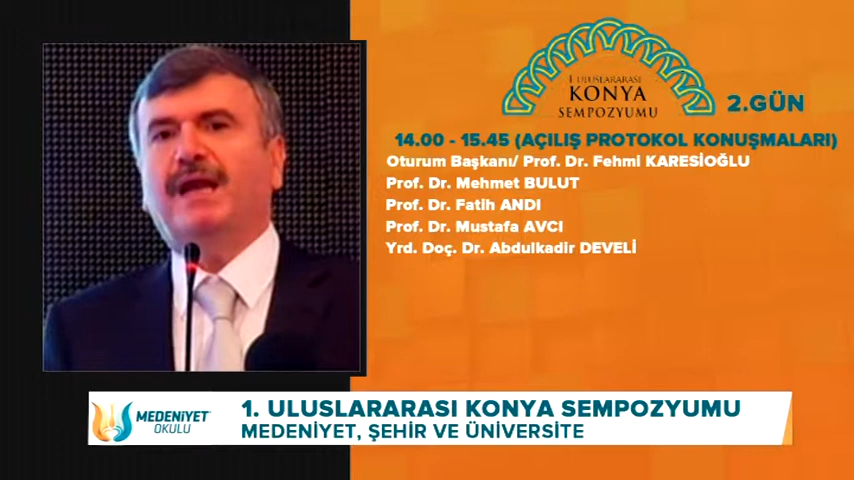 1. ULUSLARARASI
KONYA
SEMPOZYUMU
2.GÜN
14.00 - 15.45 (AÇILIŞ PROTOKOL KONUŞMALARI)
Oturum Başkanı/ Prof. Dr. Fehmi KARESİOĞLU
Prof. Dr. Mehmet BULUT
Prof. Dr. Fatih ANDI
Prof. Dr. Mustafa AVCI
Yrd. Doç. Dr. Abdulkadir DEVELİ
MEDENİYET
OKULU
1. ULUSLARARASI KONYA SEMPOZYUMU
MEDENİYET, ŞEHİR VE ÜNİVERSİTE